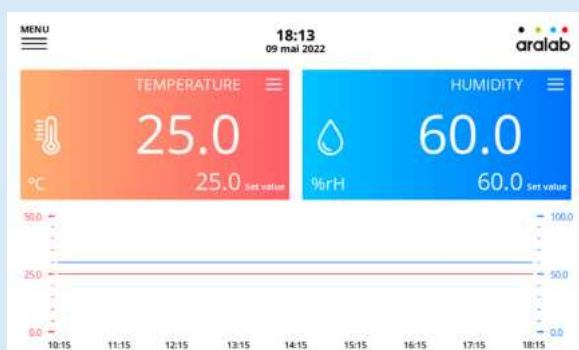 MENU
18:13
09 mai 2022
aralab
TEMPERATURE
25.0
°C
25.0 Set value
HUMIDITY
60.0
%rH
60.0 Set value
50.0
25.0
0.0
100.0
50.0
0.0
10:15 11:15 12:15 13:15 14:15 15:15 16:15 17:15 18:15